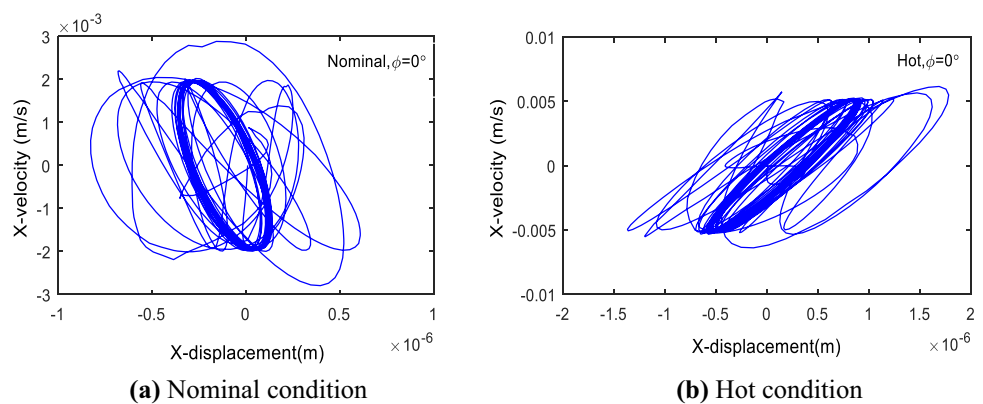 ×10⁻³
3
2
1
0
-1
-2
-3
X-velocity (m/s)
Nominal,ϕ=0°
-1 -0.5 0 0.5 1
×10⁻⁶
X-displacement(m)
(a) Nominal condition
0.01
0.005
0
-0.005
-0.01
X-velocity (m/s)
Hot,ϕ=0°
-2 -1.5 -1 -0.5 0 0.5 1 1.5 2
×10⁻⁶
X-displacement(m)
(b) Hot condition